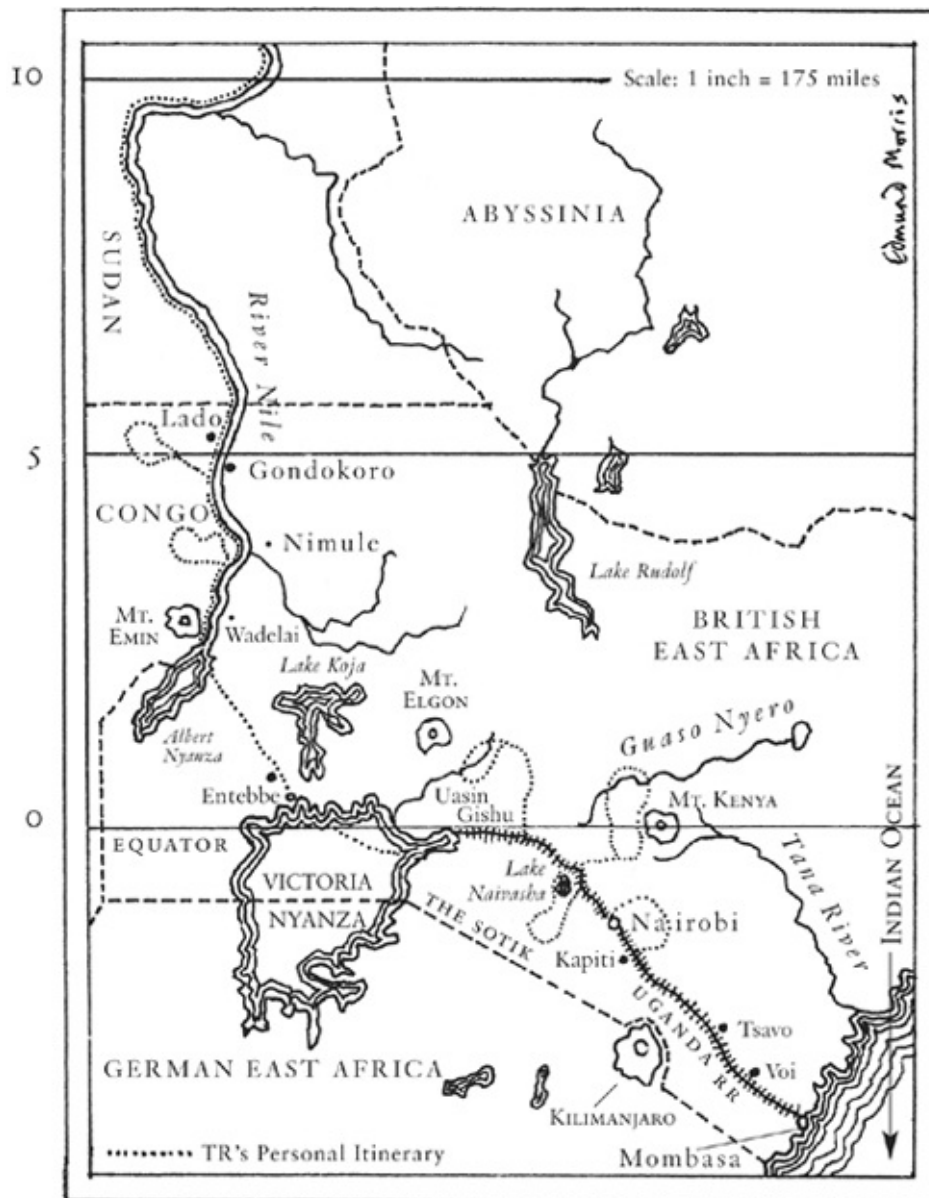 10
Scale: 1 inch = 175 miles
Edmund Morris
ABYSSINIA
SUDAN
River Nile
Lado
5
Gondokoro
CONGO
Nimule
Lake Rudolf
MT.
EMIN
Wadelai
BRITISH
EAST AFRICA
Lake Koja
MT.
ELGON
Albert
Nyanza
Guaso Nyero
Entebbe
Uasin
Gishu
MT. KENYA
0
EQUATOR
INDIAN OCEAN
VICTORIA
NYANZA
Lake
Naivasha
Tana River
THE SOTIK
Nairobi
Kapiti
UGANDA RR
Tsavo
GERMAN EAST AFRICA
Voi
KILIMANJARO
TR's Personal Itinerary
Mombasa